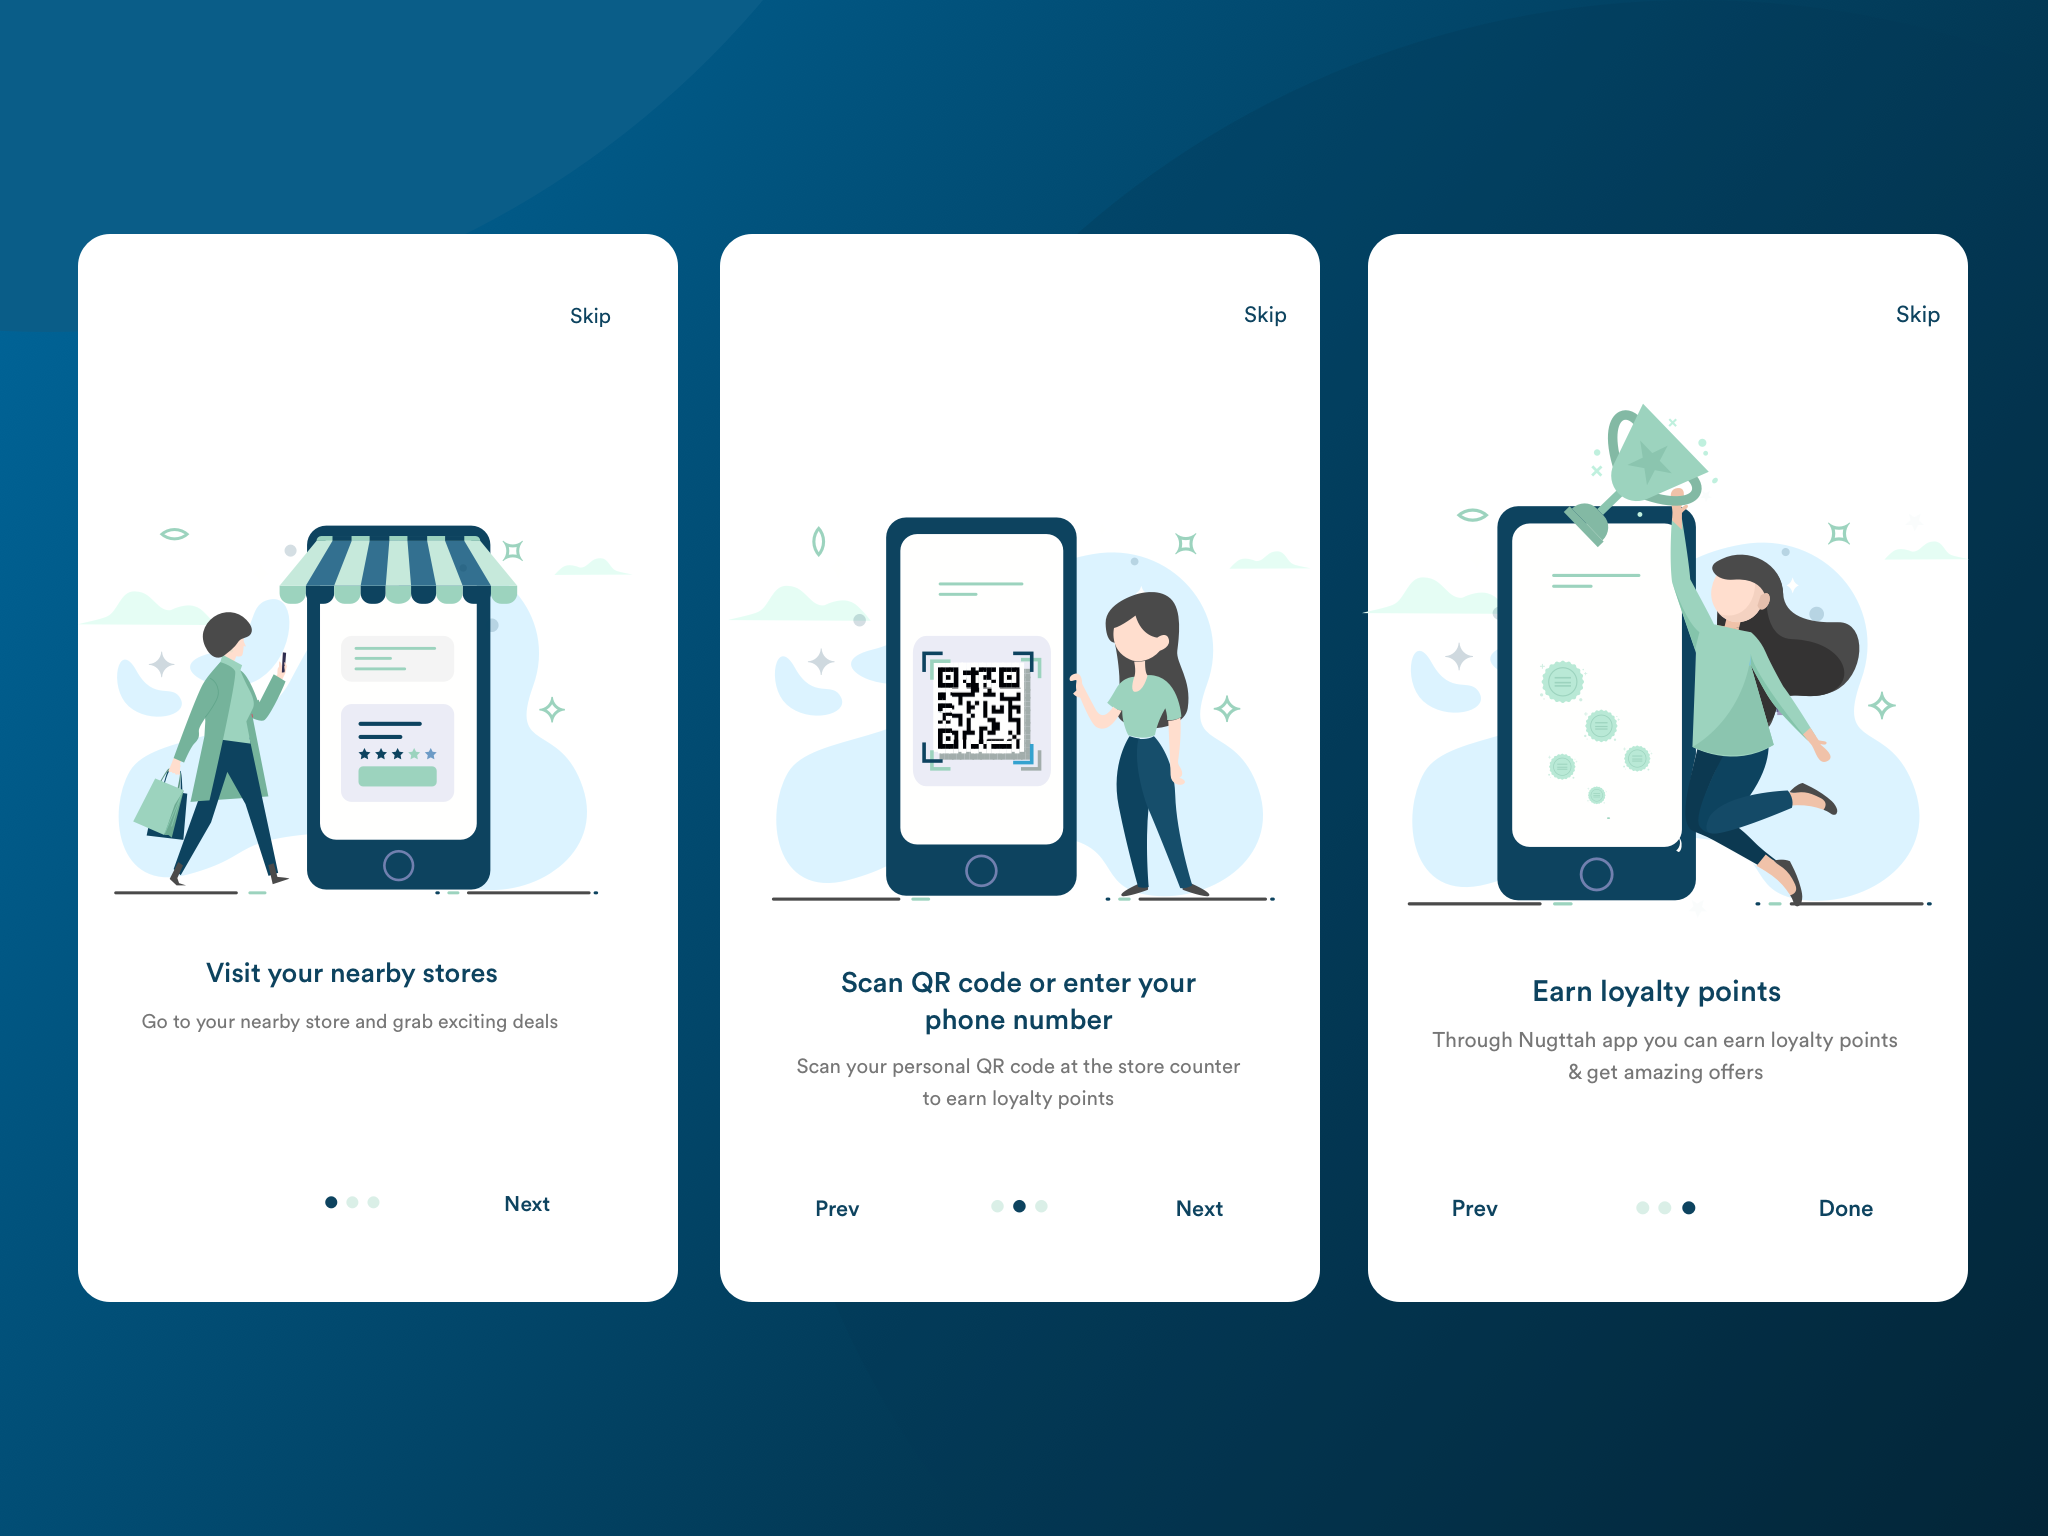 Skip
Visit your nearby stores
Go to your nearby store and grab exciting deals
Next
Skip
Scan QR code or enter your
phone number
Scan your personal QR code at the store counter
to earn loyalty points
Prev
Next
Skip
Earn loyalty points
Through Nugttah app you can earn loyalty points
& get amazing offers
Prev
Done